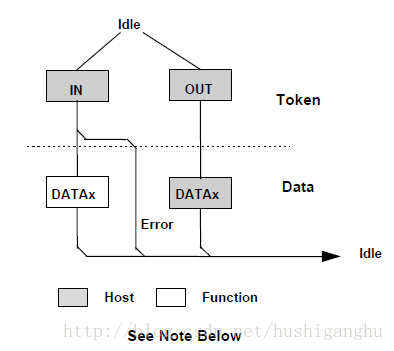 Idle
IN
OUT
Token
DATAx
DATAx
Data
Error
Idle
Host
Function
http://blog.csdn.net/hushiganghu
See Note Below